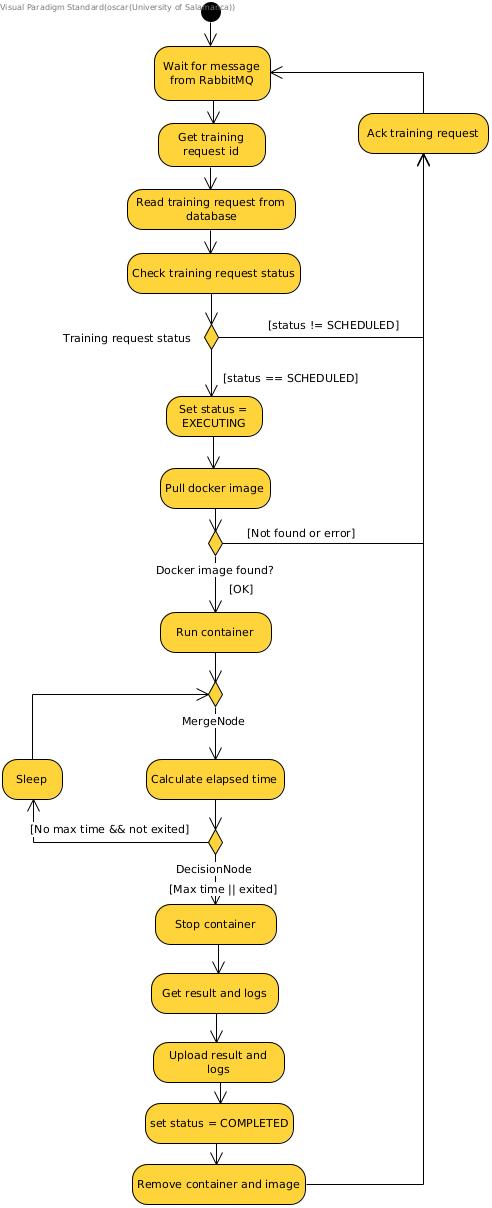 Visual Paradigm Standard(oscar(University of Salamanca))
Wait for message
from RabbitMQ
Ack training request
Get training
request id
Read training request from
database
Check training request status
[status != SCHEDULED]
Training request status
[status == SCHEDULED]
Set status =
EXECUTING
Pull docker image
[Not found or error]
Docker image found?
[OK]
Run container
MergeNode
Sleep
Calculate elapsed time
[No max time && not exited]
DecisionNode
[Max time || exited]
Stop container
Get result and logs
Upload result and
logs
set status = COMPLETED
Remove container and image